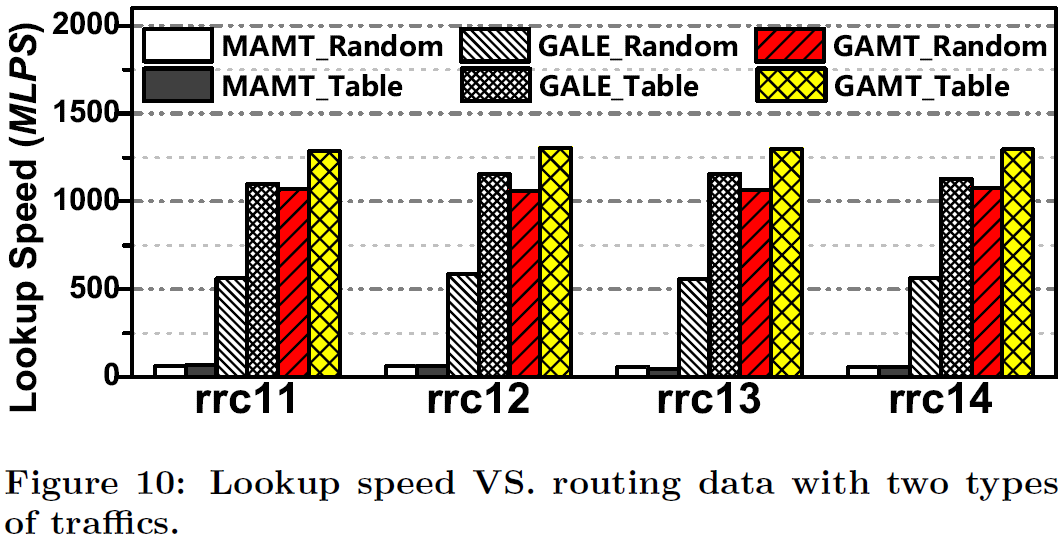 2000
MAMT_Random GALE_Random GAMT_Random
MAMT_Table GALE_Table GAMT_Table
1500
1000
500
0
Lookup Speed (MLPS)
rrc11 rrc12 rrc13 rrc14
Figure 10: Lookup speed VS. routing data with two types
of traffics.